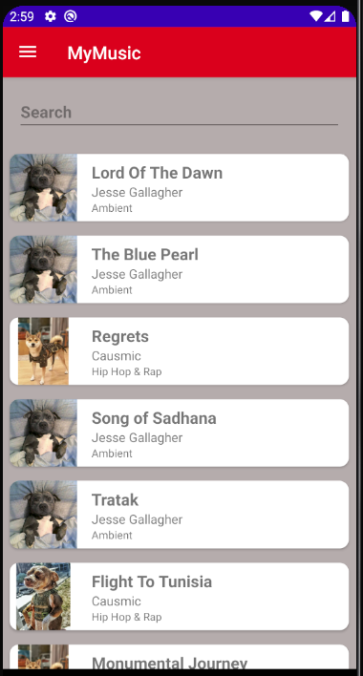 2:59
MyMusic
Search
Lord Of The Dawn
Jesse Gallagher
Ambient
The Blue Pearl
Jesse Gallagher
Ambient
Regrets
Causmic
Hip Hop & Rap
Song of Sadhana
Jesse Gallagher
Ambient
Tratak
Jesse Gallagher
Ambient
Flight To Tunisia
Causmic
Hip Hop & Rap
Monumental Journey